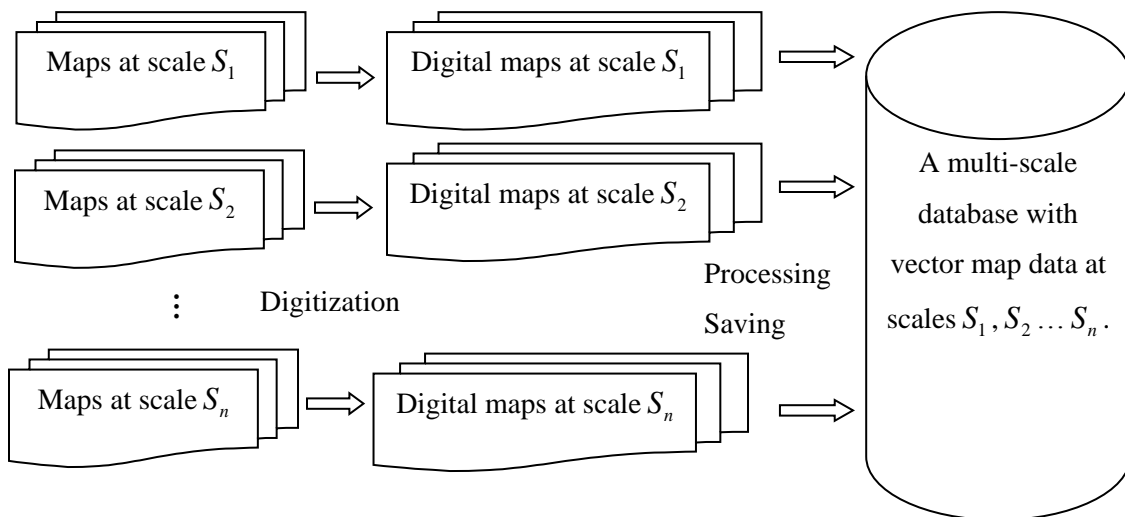 Maps at scale S₁
Digital maps at scale S₁
Maps at scale S₂
Digital maps at scale S₂
⋮
Digitization
Processing
Saving
Maps at scale Sₙ
Digital maps at scale Sₙ
A multi-scale
database with
vector map data at
scales S₁, S₂ … Sₙ.